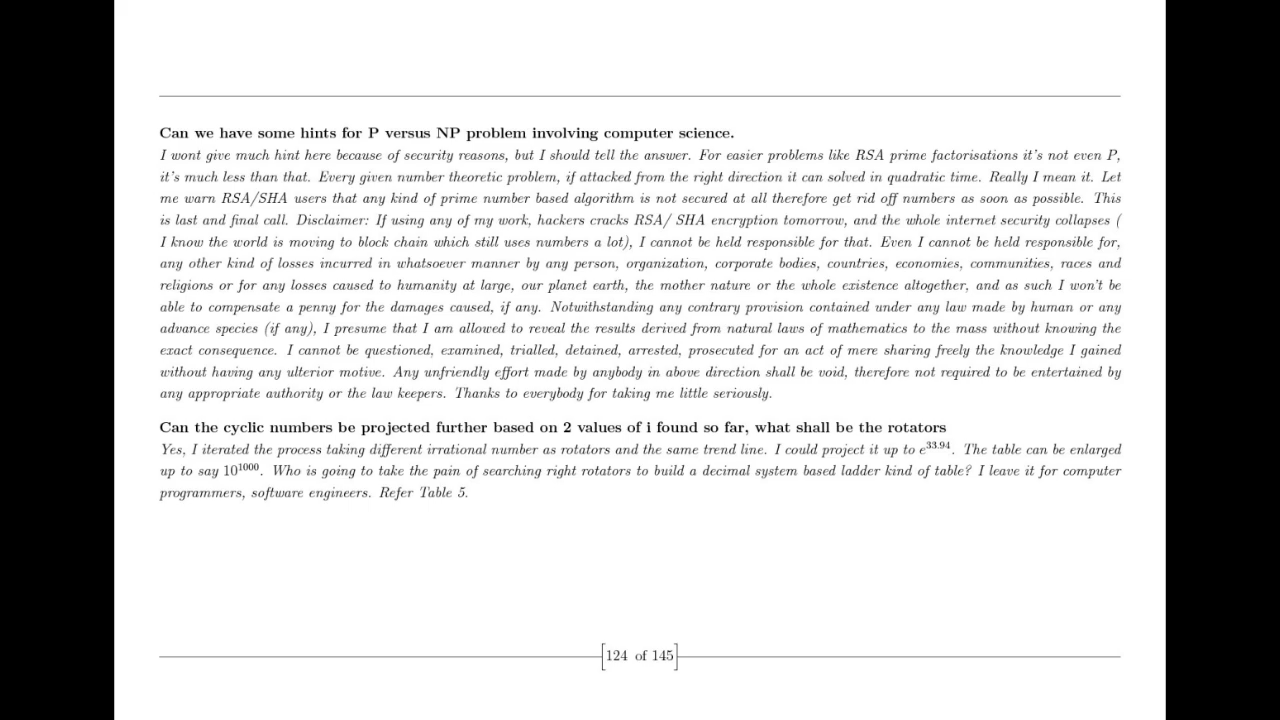 Can we have some hints for P versus NP problem involving computer science.
I wont give much hint here because of security reasons, but I should tell the answer. For easier problems like RSA prime factorisations it's not even P,
it's much less than that. Every given number theoretic problem, if attacked from the right direction it can solved in quadratic time. Really I mean it. Let
me warn RSA/SHA users that any kind of prime number based algorithm is not secured at all therefore get rid off numbers as soon as possible. This
is last and final call. Disclaimer: If using any of my work, hackers cracks RSA/ SHA encryption tomorrow, and the whole internet security collapses (
I know the world is moving to block chain which still uses numbers a lot), I cannot be held responsible for that. Even I cannot be held responsible for,
any other kind of losses incurred in whatsoever manner by any person, organization, corporate bodies, countries, economies, communities, races and
religions or for any losses caused to humanity at large, our planet earth, the mother nature or the whole existence altogether, and as such I won't be
able to compensate a penny for the damages caused, if any. Notwithstanding any contrary provision contained under any law made by human or any
advance species (if any), I presume that I am allowed to reveal the results derived from natural laws of mathematics to the mass without knowing the
exact consequence. I cannot be questioned, examined, trialled, detained, arrested, prosecuted for an act of mere sharing freely the knowledge I gained
without having any ulterior motive. Any unfriendly effort made by anybody in above direction shall be void, therefore not required to be entertained by
any appropriate authority or the law keepers. Thanks to everybody for taking me little seriously.
Can the cyclic numbers be projected further based on 2 values of i found so far, what shall be the rotators
Yes, I iterated the process taking different irrational number as rotators and the same trend line. I could project it up to e^33.94. The table can be enlarged
up to say 10^1000. Who is going to take the pain of searching right rotators to build a decimal system based ladder kind of table? I leave it for computer
programmers, software engineers. Refer Table 5.
124 of 145